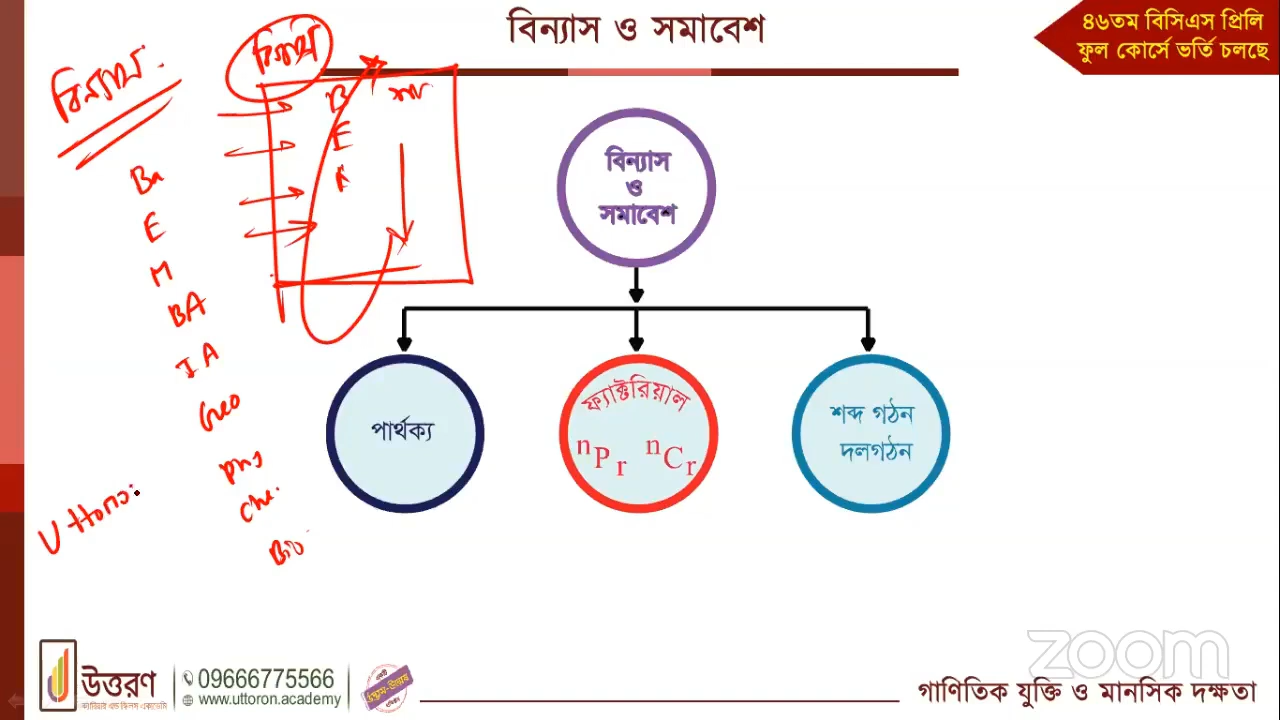 বিন্যাস ও সমাবেশ
৪৬তম বিসিএস প্রিলি
ফুল কোর্সে ভর্তি চলছে
বিন্যাস
বিন্যাস
ও
সমাবেশ
B
E
Ba
E
M
BA
IA
Geo
phy
Che.
Bio
পার্থক্য
ফ্যাক্টরিয়াল
nPr nCr
শব্দ গঠন
দলগঠন
zoom
উত্তরণ
09666775566
www.uttoron.academy
গাণিতিক যুক্তি ও মানসিক দক্ষতা